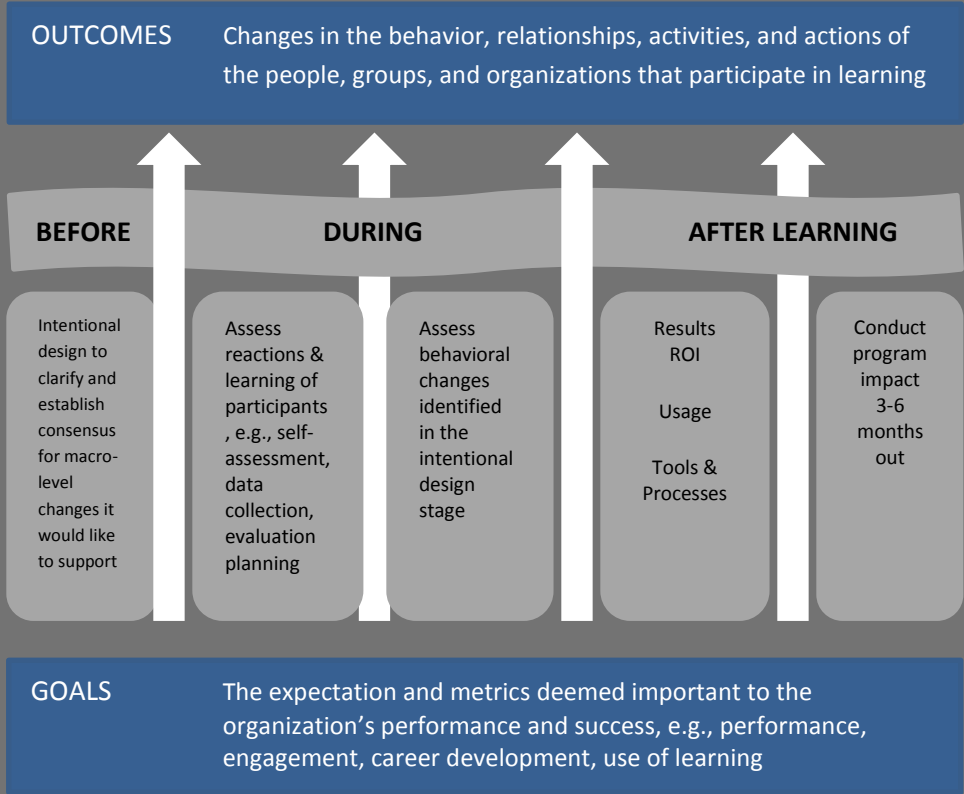 OUTCOMES
Changes in the behavior, relationships, activities, and actions of
the people, groups, and organizations that participate in learning
BEFORE
DURING
AFTER LEARNING
Intentional
design to
clarify and
establish
consensus
for macro-
level
changes it
would like
to support
Assess
reactions &
learning of
participants
, e.g., self-
assessment,
data
collection,
evaluation
planning
Assess
behavioral
changes
identified
in the
intentional
design
stage
Results
ROI
Usage
Tools &
Processes
Conduct
program
impact
3-6
months
out
GOALS
The expectation and metrics deemed important to the
organization’s performance and success, e.g., performance,
engagement, career development, use of learning